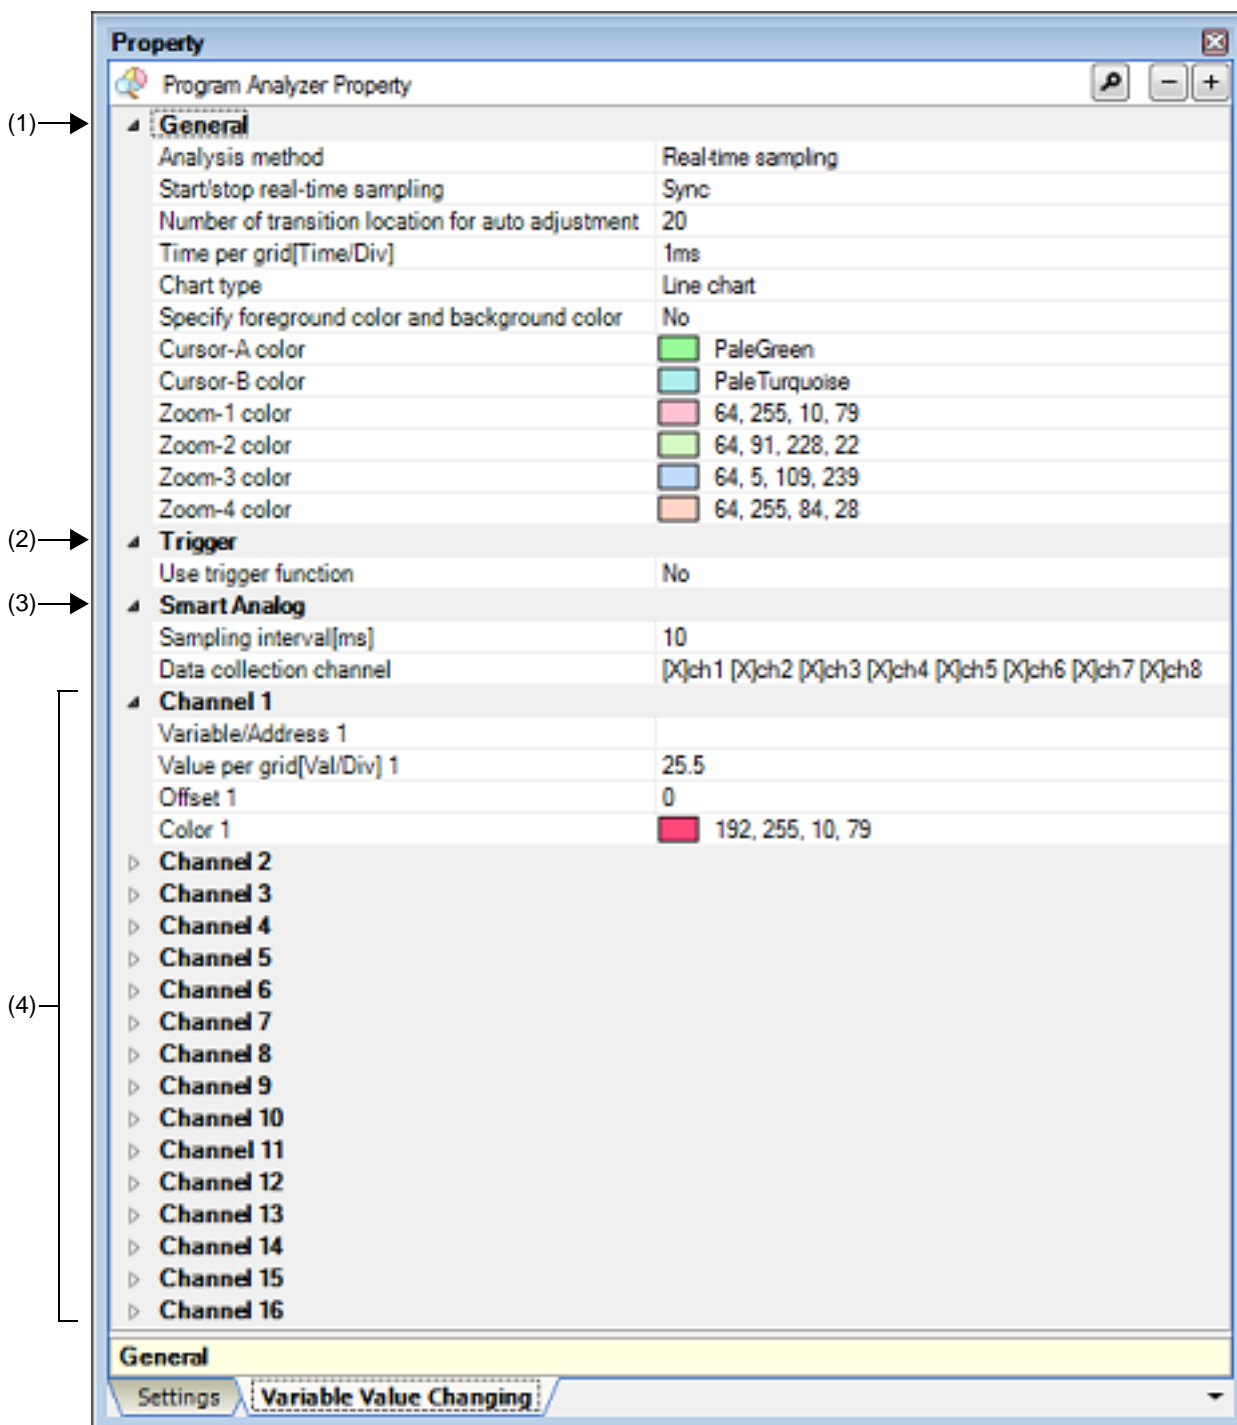 Property
Program Analyzer Property
(1)
General
Analysis method Real-time sampling
Start/stop real-time sampling Sync
Number of transition location for auto adjustment 20
Time per grid[Time/Div] 1ms
Chart type Line chart
Specify foreground color and background color No
Cursor-A color PaleGreen
Cursor-B color PaleTurquoise
Zoom-1 color 64, 255, 10, 79
Zoom-2 color 64, 91, 228, 22
Zoom-3 color 64, 5, 109, 239
Zoom-4 color 64, 255, 84, 28
(2)
Trigger
Use trigger function No
(3)
Smart Analog
Sampling interval[ms] 10
Data collection channel [X]ch1 [X]ch2 [X]ch3 [X]ch4 [X]ch5 [X]ch6 [X]ch7 [X]ch8
Channel 1
Variable/Address 1
Value per grid[Val/Div] 1 25.5
Offset 1 0
Color 1 192, 255, 10, 79
Channel 2
Channel 3
Channel 4
Channel 5
Channel 6
(4)
Channel 7
Channel 8
Channel 9
Channel 10
Channel 11
Channel 12
Channel 13
Channel 14
Channel 15
Channel 16
General
Settings Variable Value Changing